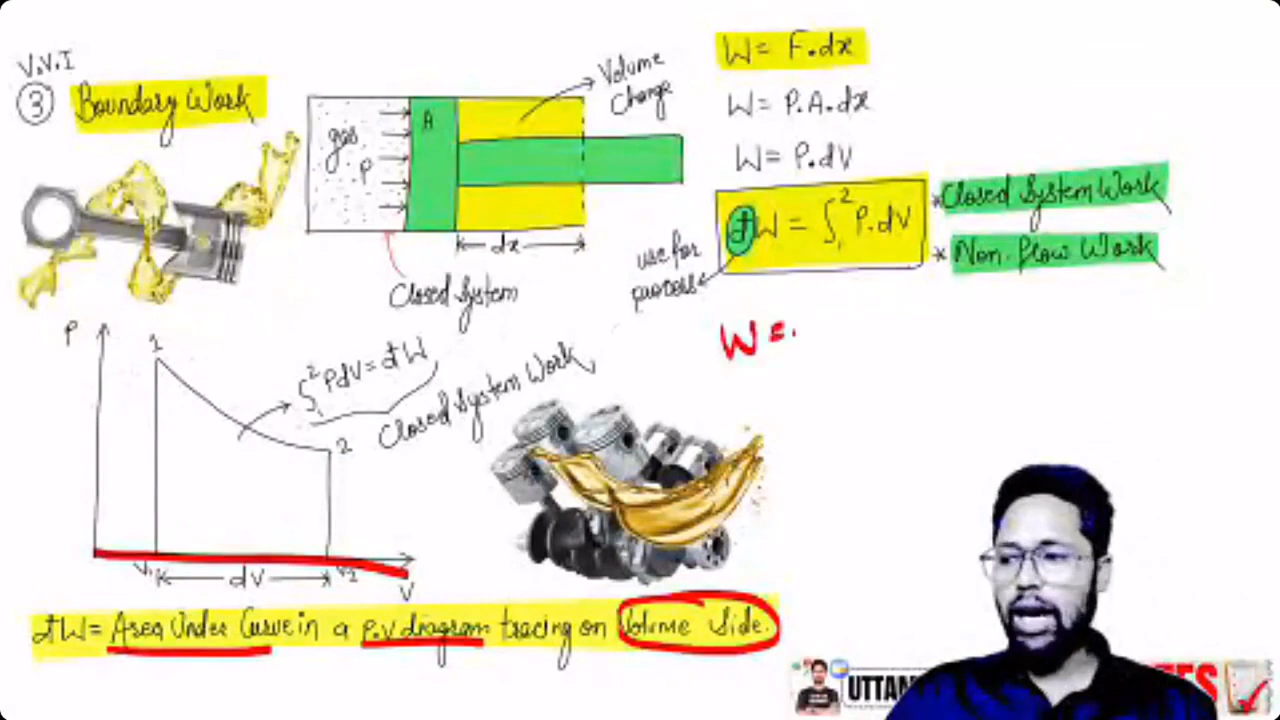 V.V.I
③ Boundary Work
gas
P
A
Volume
Change
dx
Closed System
W = F.dx
W = P.A.dx
W = P.dV
đW = ∫₁² P.dV
use for
process
* Closed System Work
* Non-flow Work
W =
P
1
∫₁² PdV = đW
Closed System Work
2
V₁
dV
V₂
V
đW = Area Under Curve in a P.V diagram tracing on Volume Side.